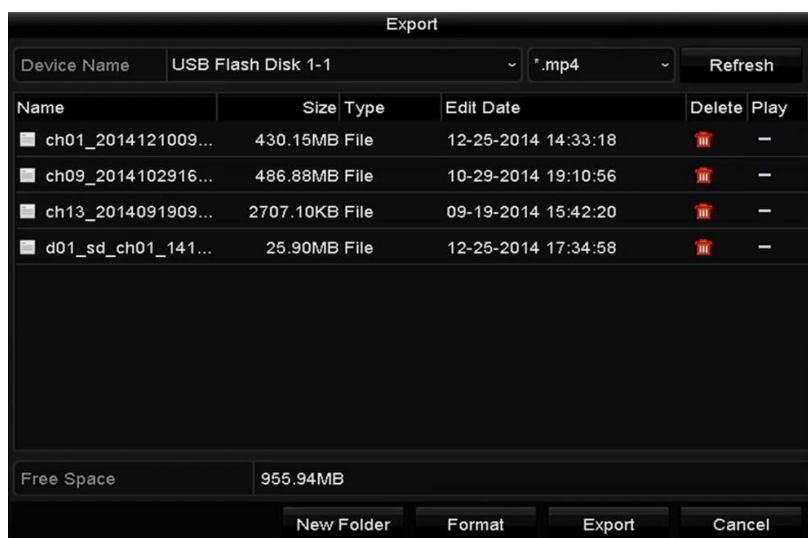 Export
Device Name USB Flash Disk 1-1 *.mp4 Refresh
Name Size Type Edit Date Delete Play
ch01_2014121009... 430.15MB File 12-25-2014 14:33:18 –
ch09_2014102916... 486.88MB File 10-29-2014 19:10:56 –
ch13_2014091909... 2707.10KB File 09-19-2014 15:42:20 –
d01_sd_ch01_141... 25.90MB File 12-25-2014 17:34:58 –
Free Space 955.94MB
New Folder Format Export Cancel